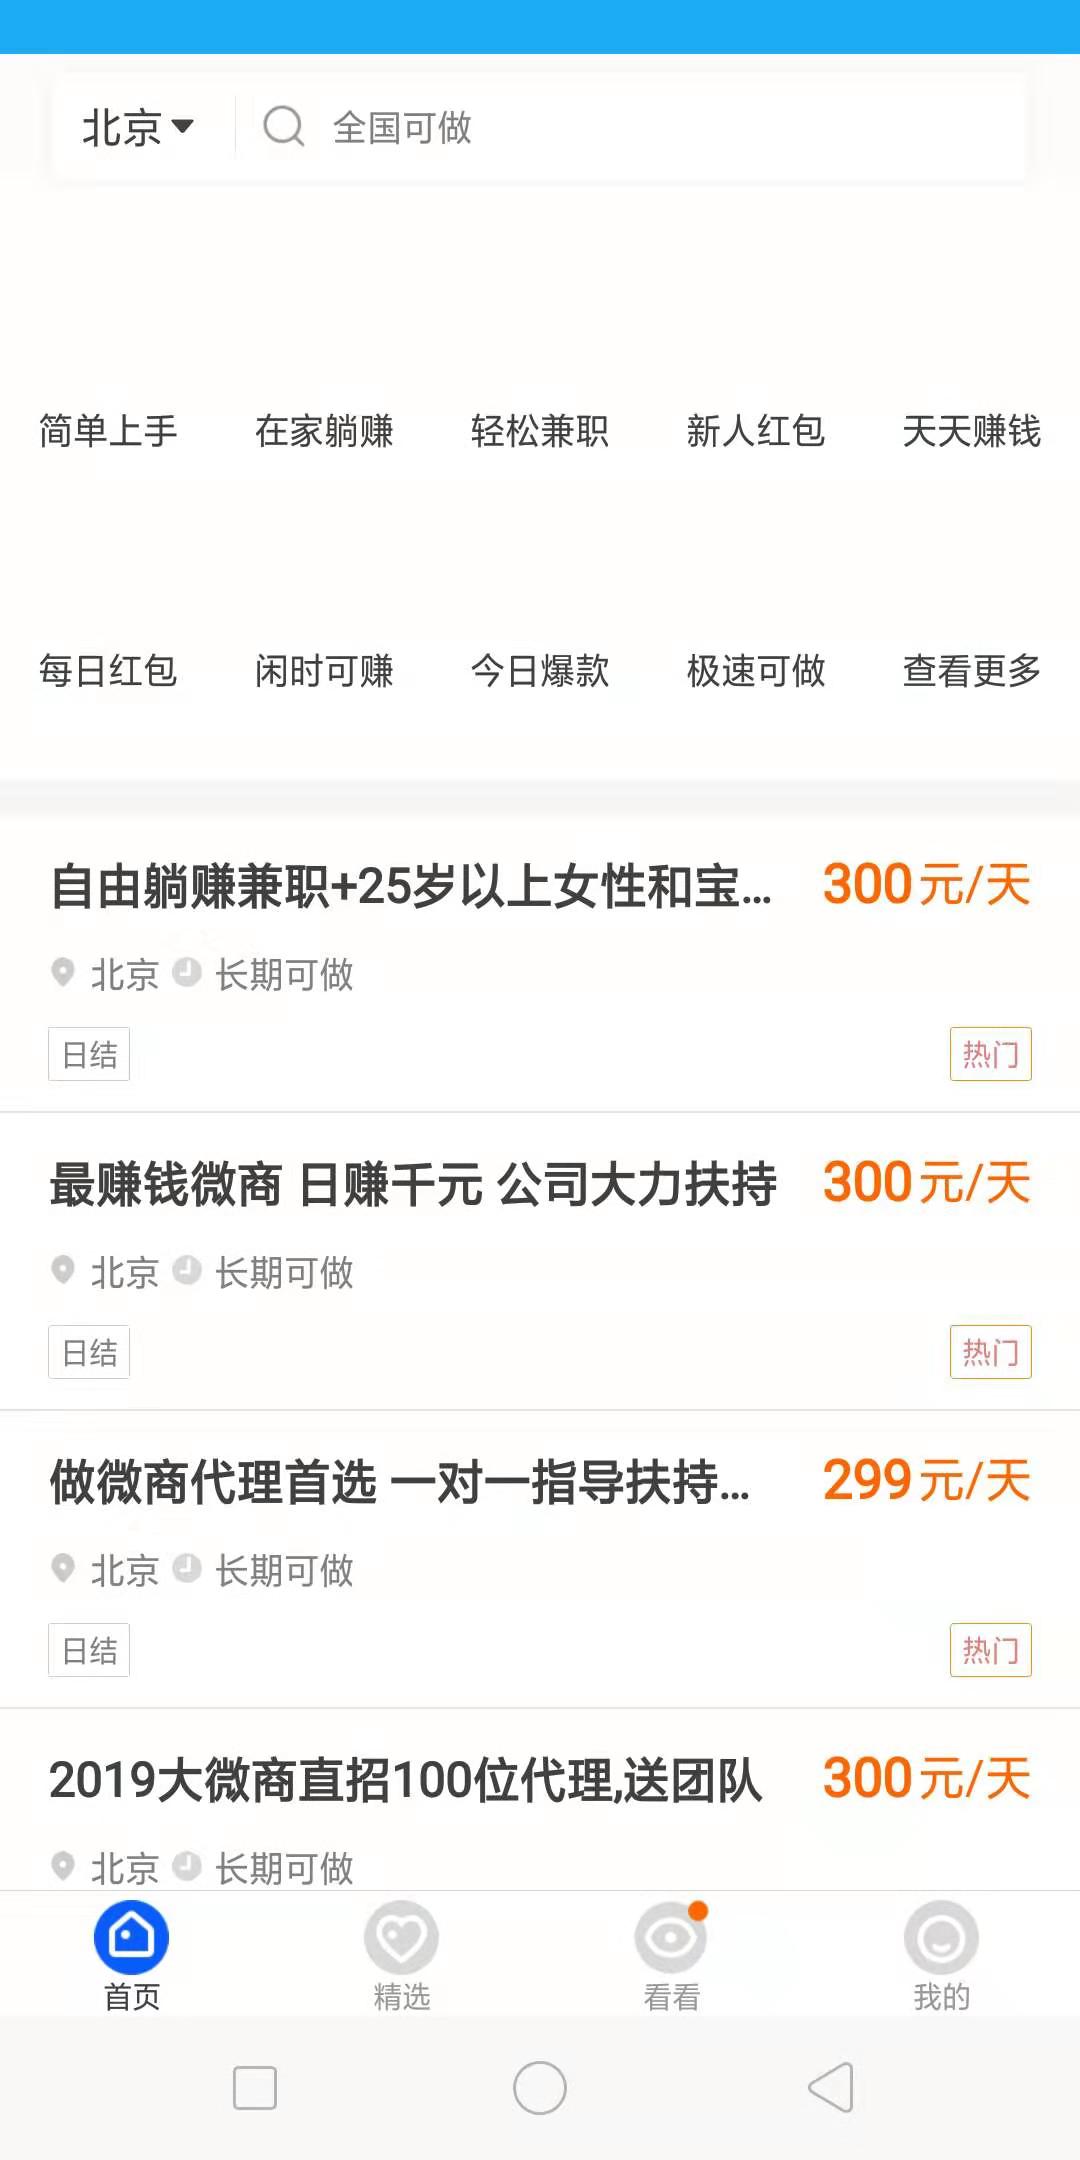 北京 全国可做
简单上手 在家躺赚 轻松兼职 新人红包 天天赚钱
每日红包 闲时可赚 今日爆款 极速可做 查看更多
自由躺赚兼职+25岁以上女性和宝... 300元/天
北京 长期可做
日结 热门
最赚钱微商 日赚千元 公司大力扶持 300元/天
北京 长期可做
日结 热门
做微商代理首选 一对一指导扶持... 299元/天
北京 长期可做
日结 热门
2019大微商直招100位代理,送团队 300元/天
北京 长期可做
首页 精选 看看 我的